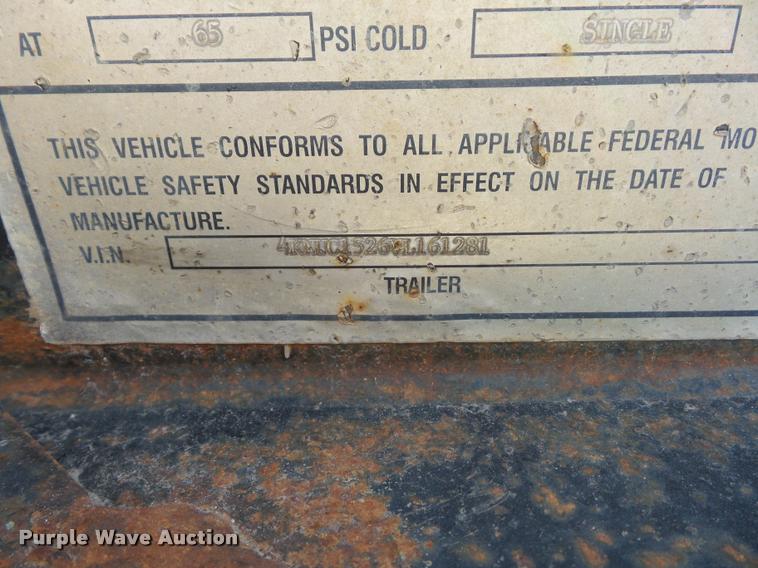 AT 65 PSI COLD SINGLE
THIS VEHICLE CONFORMS TO ALL APPLICABLE FEDERAL MO
VEHICLE SAFETY STANDARDS IN EFFECT ON THE DATE OF
MANUFACTURE.
V.I.N.
TRAILER
Purple Wave Auction